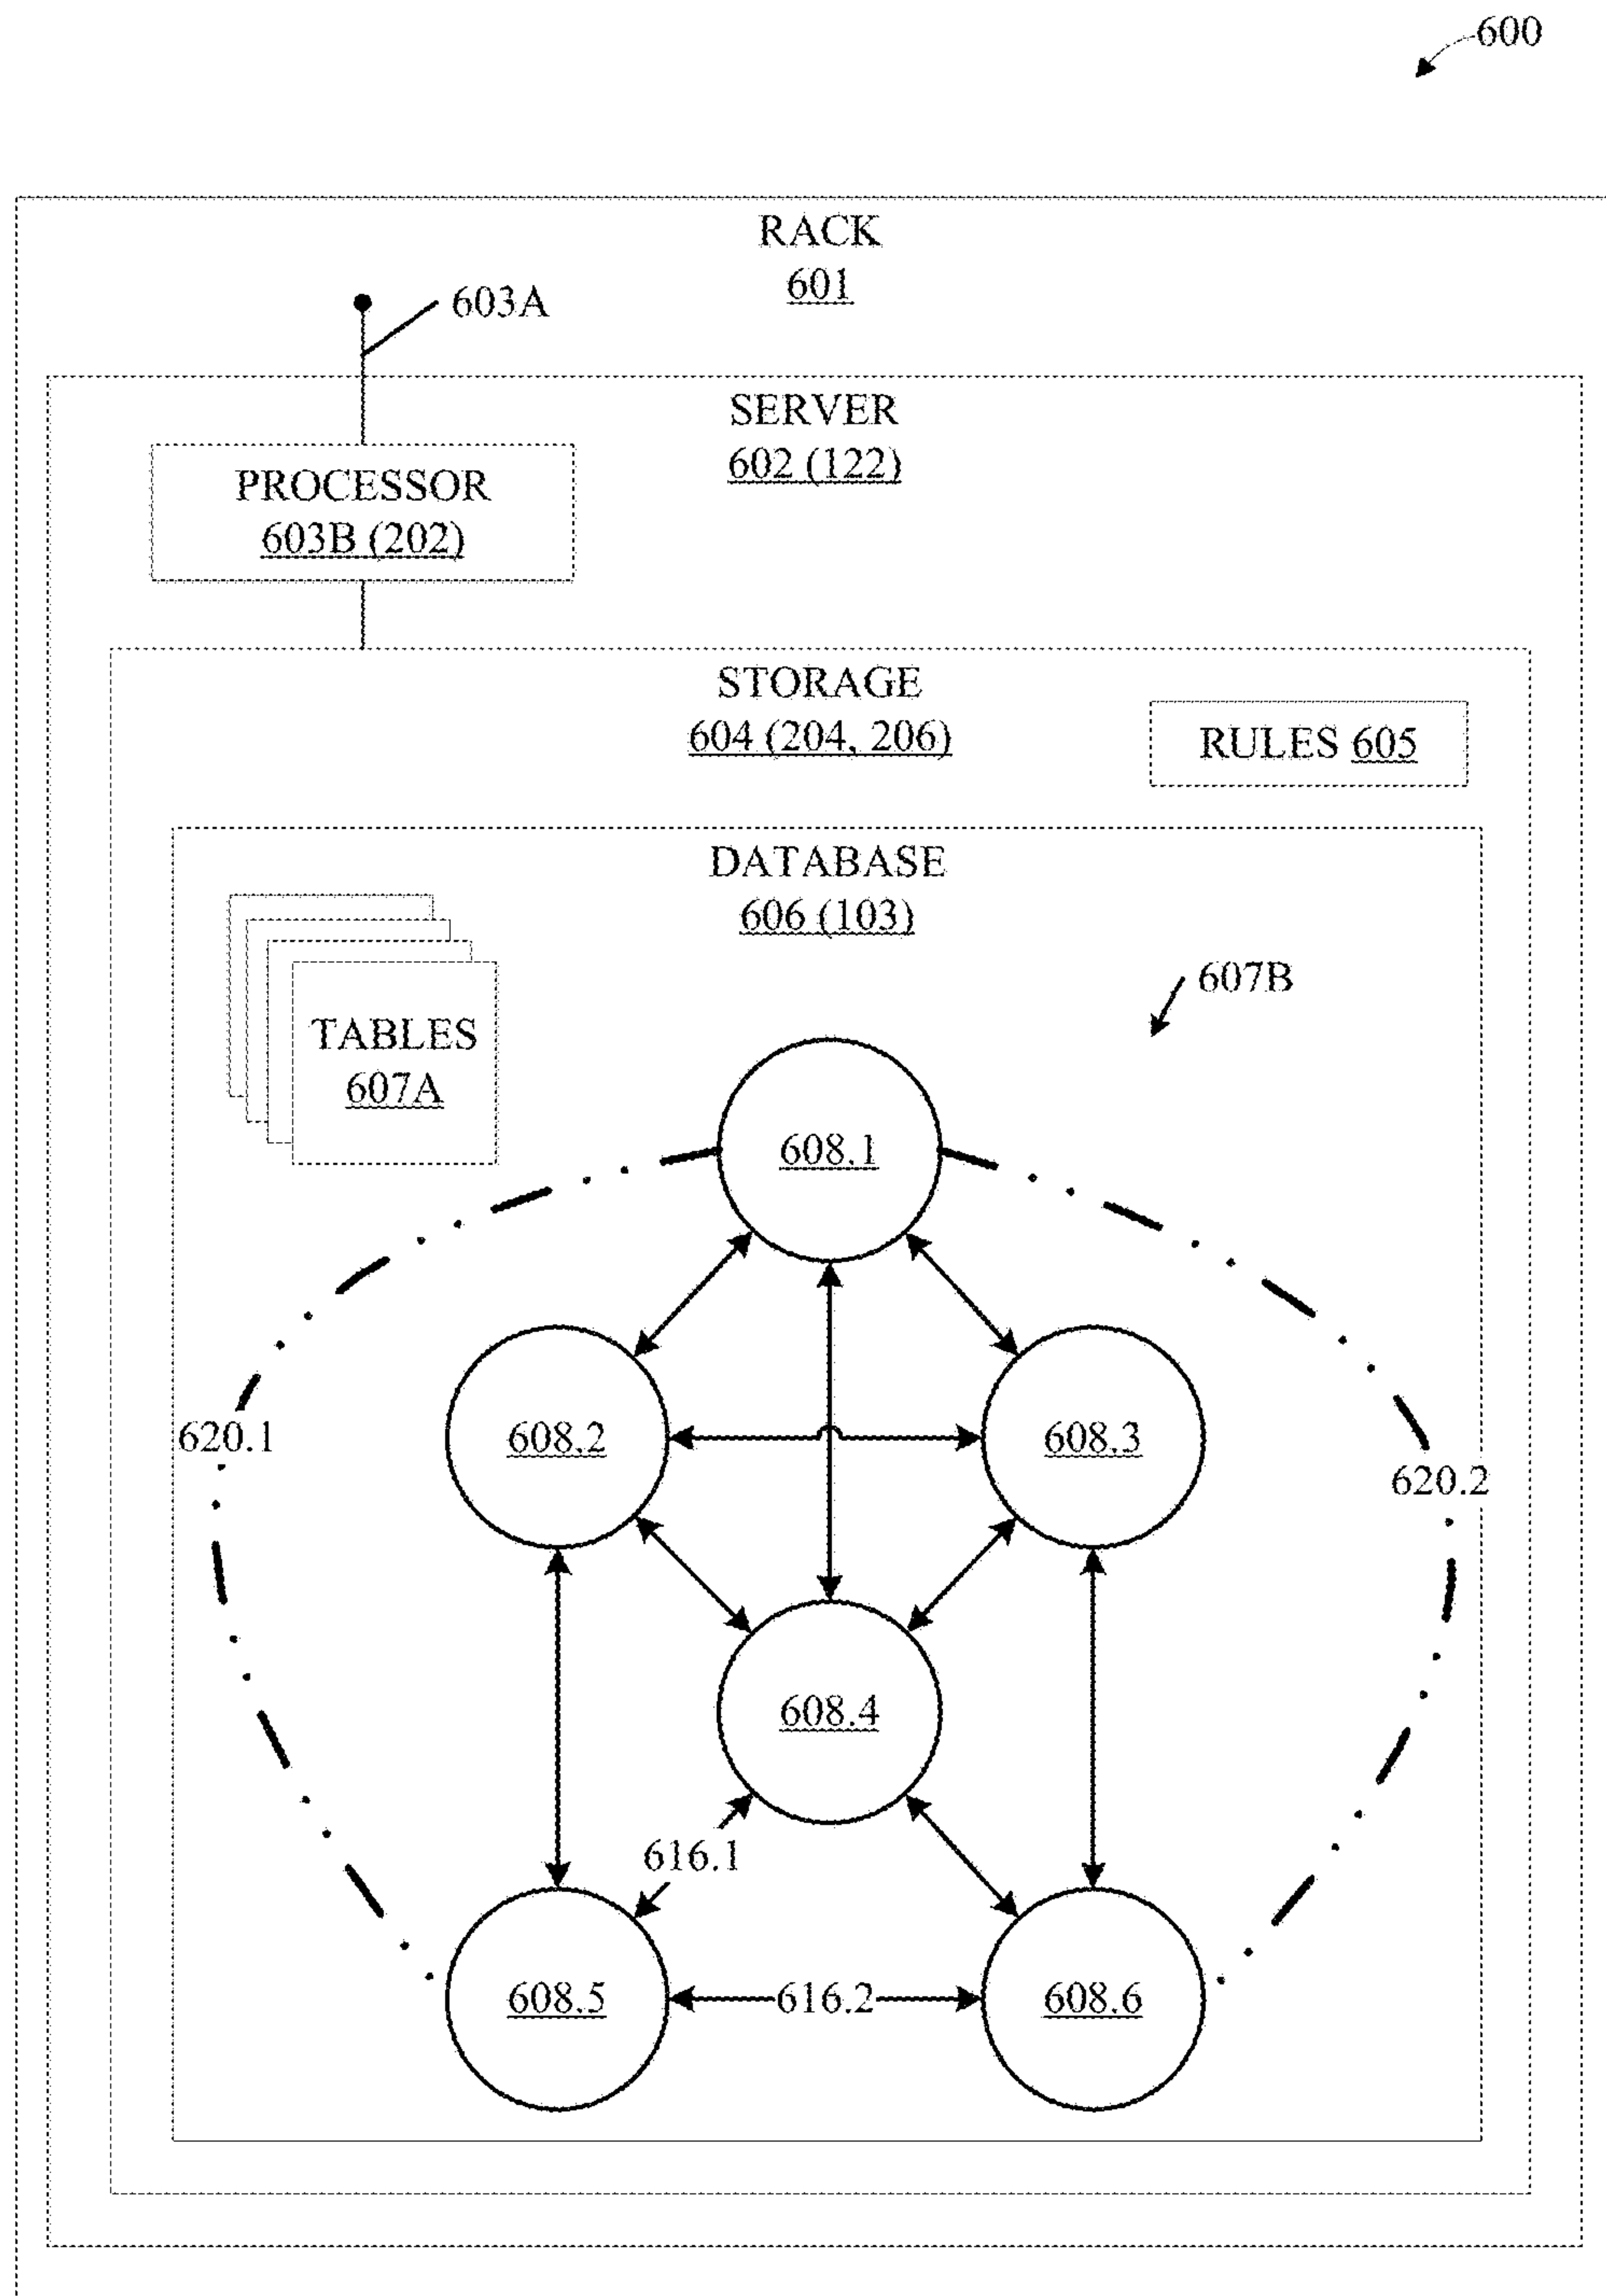 600
RACK
601
603A
SERVER
602 (122)
PROCESSOR
603B (202)
STORAGE
604 (204, 206)
RULES 605
DATABASE
606 (103)
607B
TABLES
607A
608.1
620.1
608.2
608.3
620.2
608.4
616.1
608.5
616.2
608.6